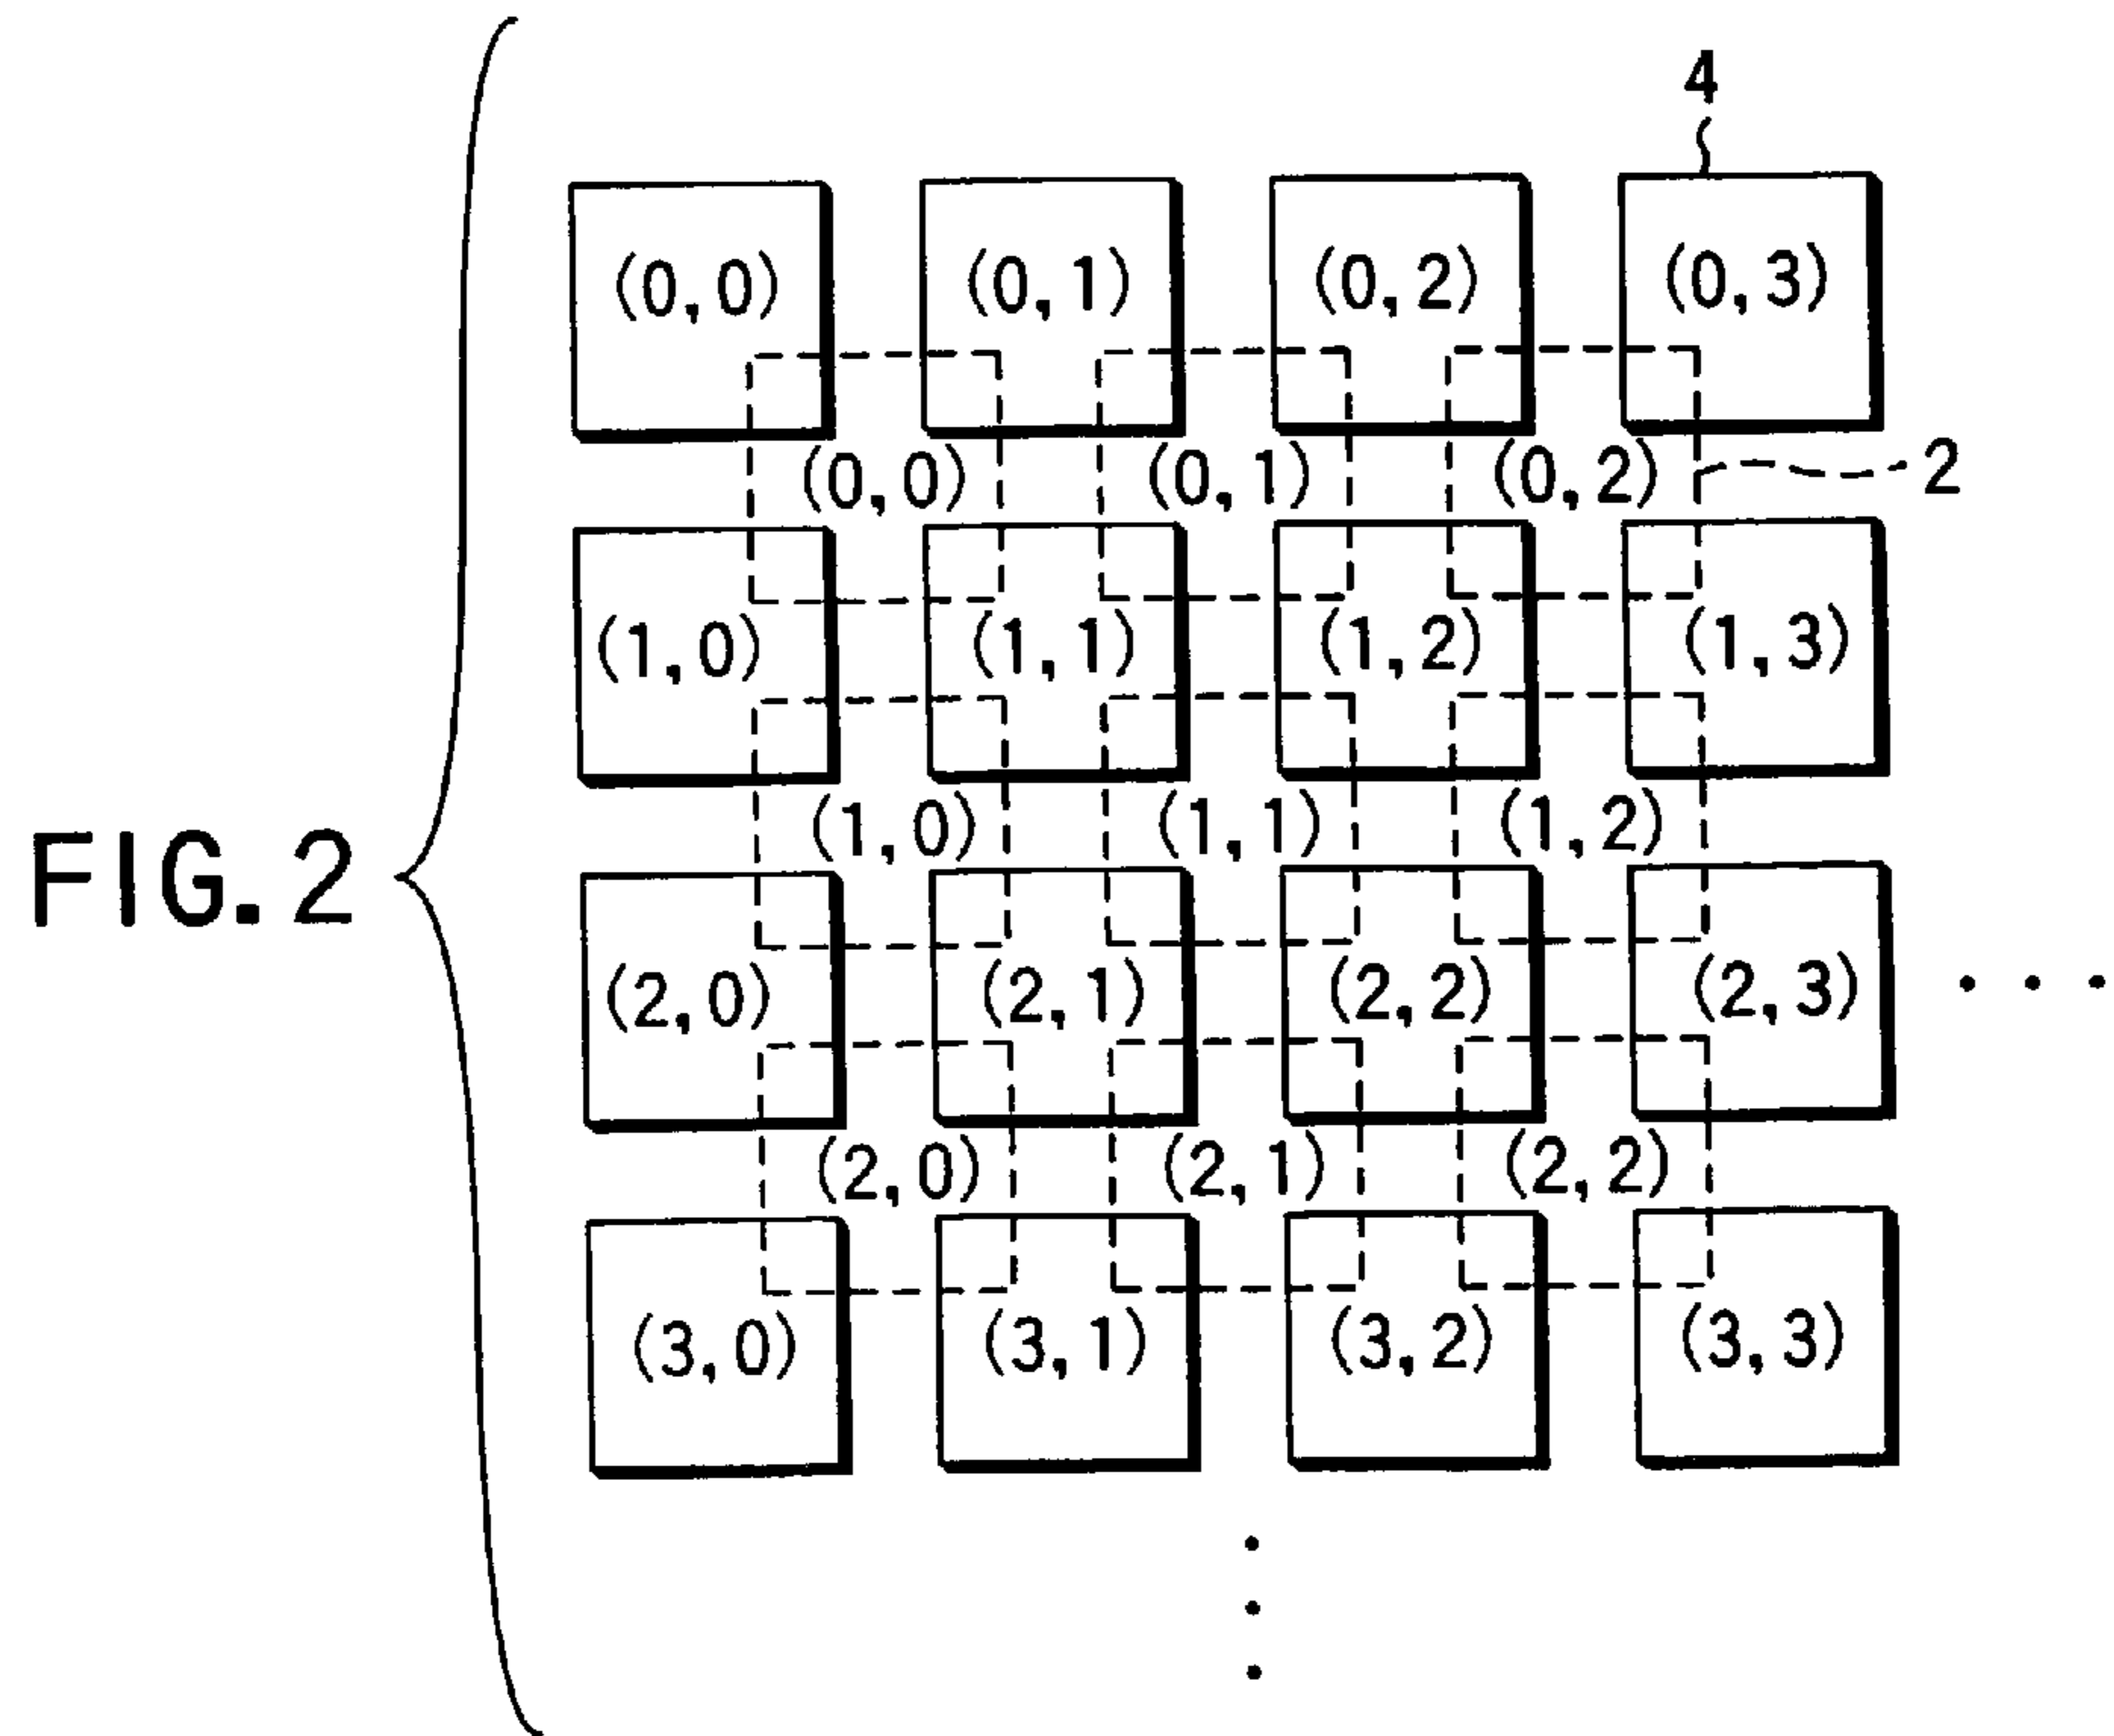 4
(0,0) (0,1) (0,2) (0,3)
(0,0) (0,1) (0,2) 2
(1,0) (1,1) (1,2) (1,3)
(1,0) (1,1) (1,2)
FIG.2
(2,0) (2,1) (2,2) (2,3) . . .
(2,0) (2,1) (2,2)
(3,0) (3,1) (3,2) (3,3)